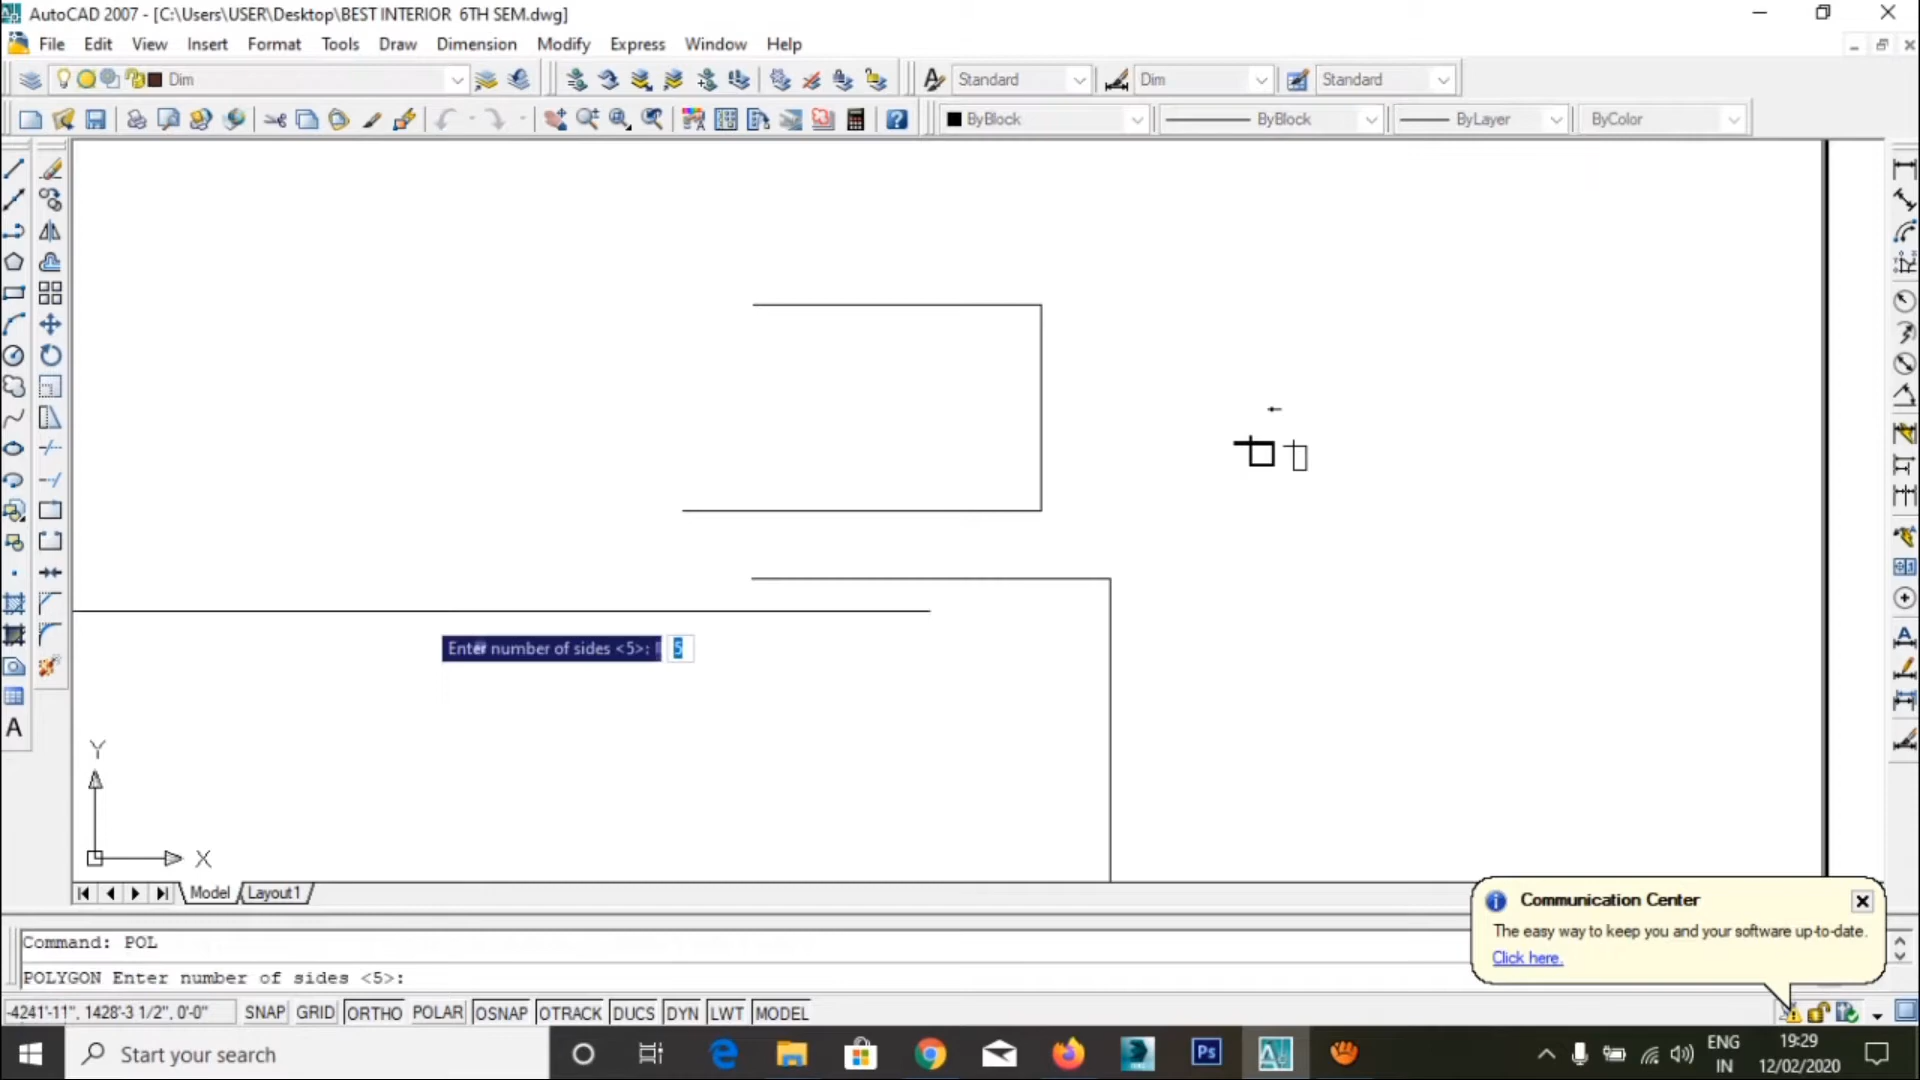 AutoCAD 2007 - [C:\Users\USER\Desktop\BEST INTERIOR  6TH SEM.dwg]
File Edit View Insert Format Tools Draw Dimension Modify Express Window Help
Dim Standard Dim Standard
ByBlock ByBlock ByLayer ByColor
Enter number of sides <5>: 5
A
Y
X
Model Layout1
Command: POL
POLYGON Enter number of sides <5>:
Communication Center
The easy way to keep you and your software up-to-date.
Click here.
-4241'-11", 1428'-3 1/2", 0'-0" SNAP GRID ORTHO POLAR OSNAP OTRACK DUCS DYN LWT MODEL
Start your search
Ps
ENG
IN
19:29
12/02/2020